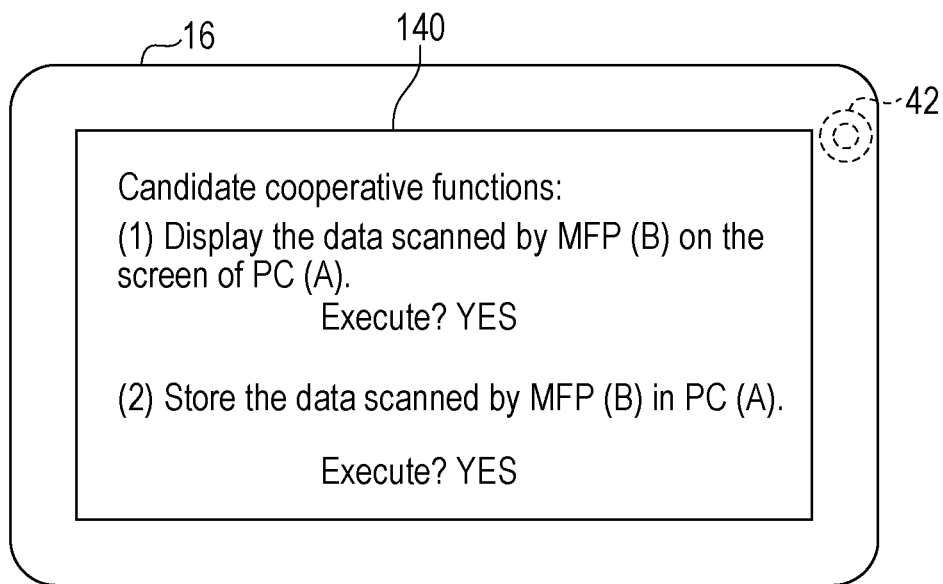 16
140
42
Candidate cooperative functions:
(1) Display the data scanned by MFP (B) on the
screen of PC (A).
Execute? YES
(2) Store the data scanned by MFP (B) in PC (A).
Execute? YES